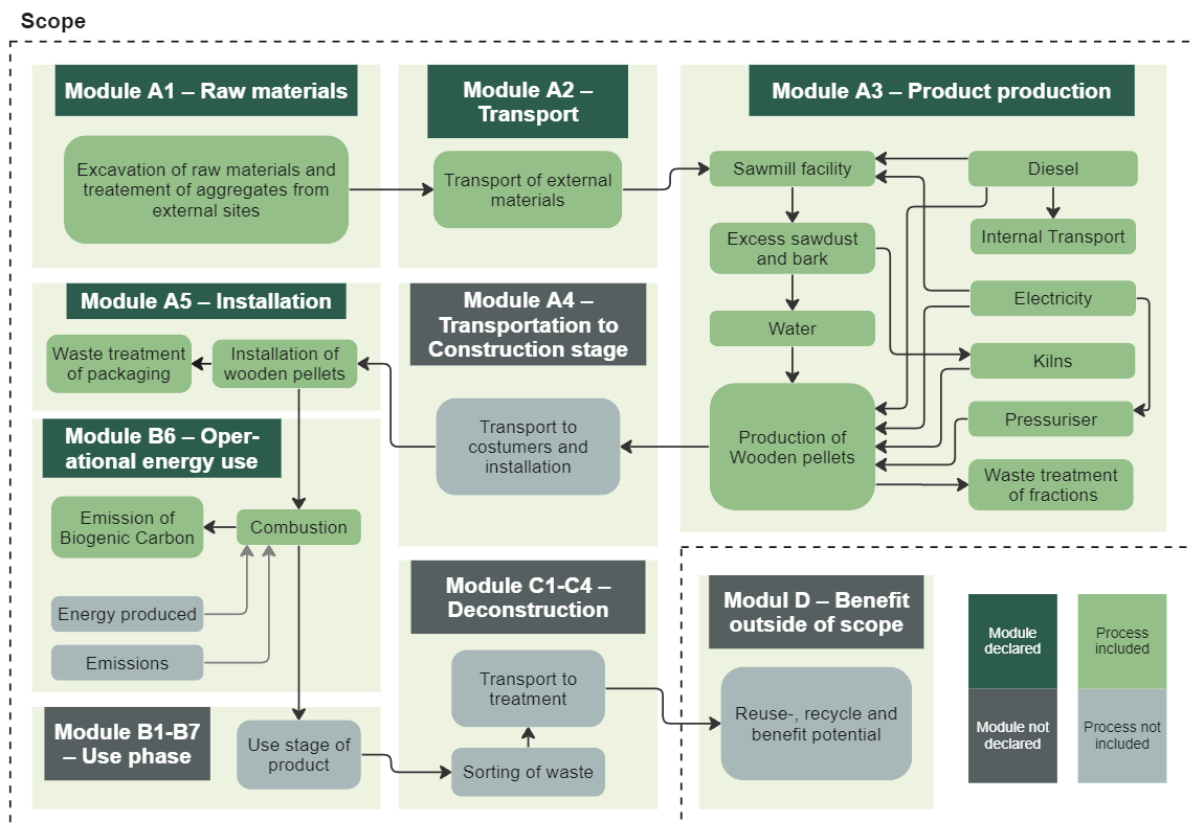 Scope
Module A1 – Raw materials
Excavation of raw materials and
treatement of aggregates from
external sites
Module A2 –
Transport
Transport of external
materials
Module A3 – Product production
Sawmill facility
Diesel
Excess sawdust
and bark
Internal Transport
Water
Electricity
Kilns
Pressuriser
Production of
Wooden pellets
Waste treatment
of fractions
Module A5 – Installation
Waste treatment
of packaging
Installation of
wooden pellets
Module A4 –
Transportation to
Construction stage
Transport to
costumers and
installation
Module B6 – Oper-
ational energy use
Emission of
Biogenic Carbon
Combustion
Energy produced
Emissions
Module B1-B7
– Use phase
Use stage of
product
Module C1-C4 –
Deconstruction
Transport to
treatment
Sorting of waste
Modul D – Benefit
outside of scope
Reuse-, recycle and
benefit potential
Module
declared
Process
included
Module not
declared
Process not
included